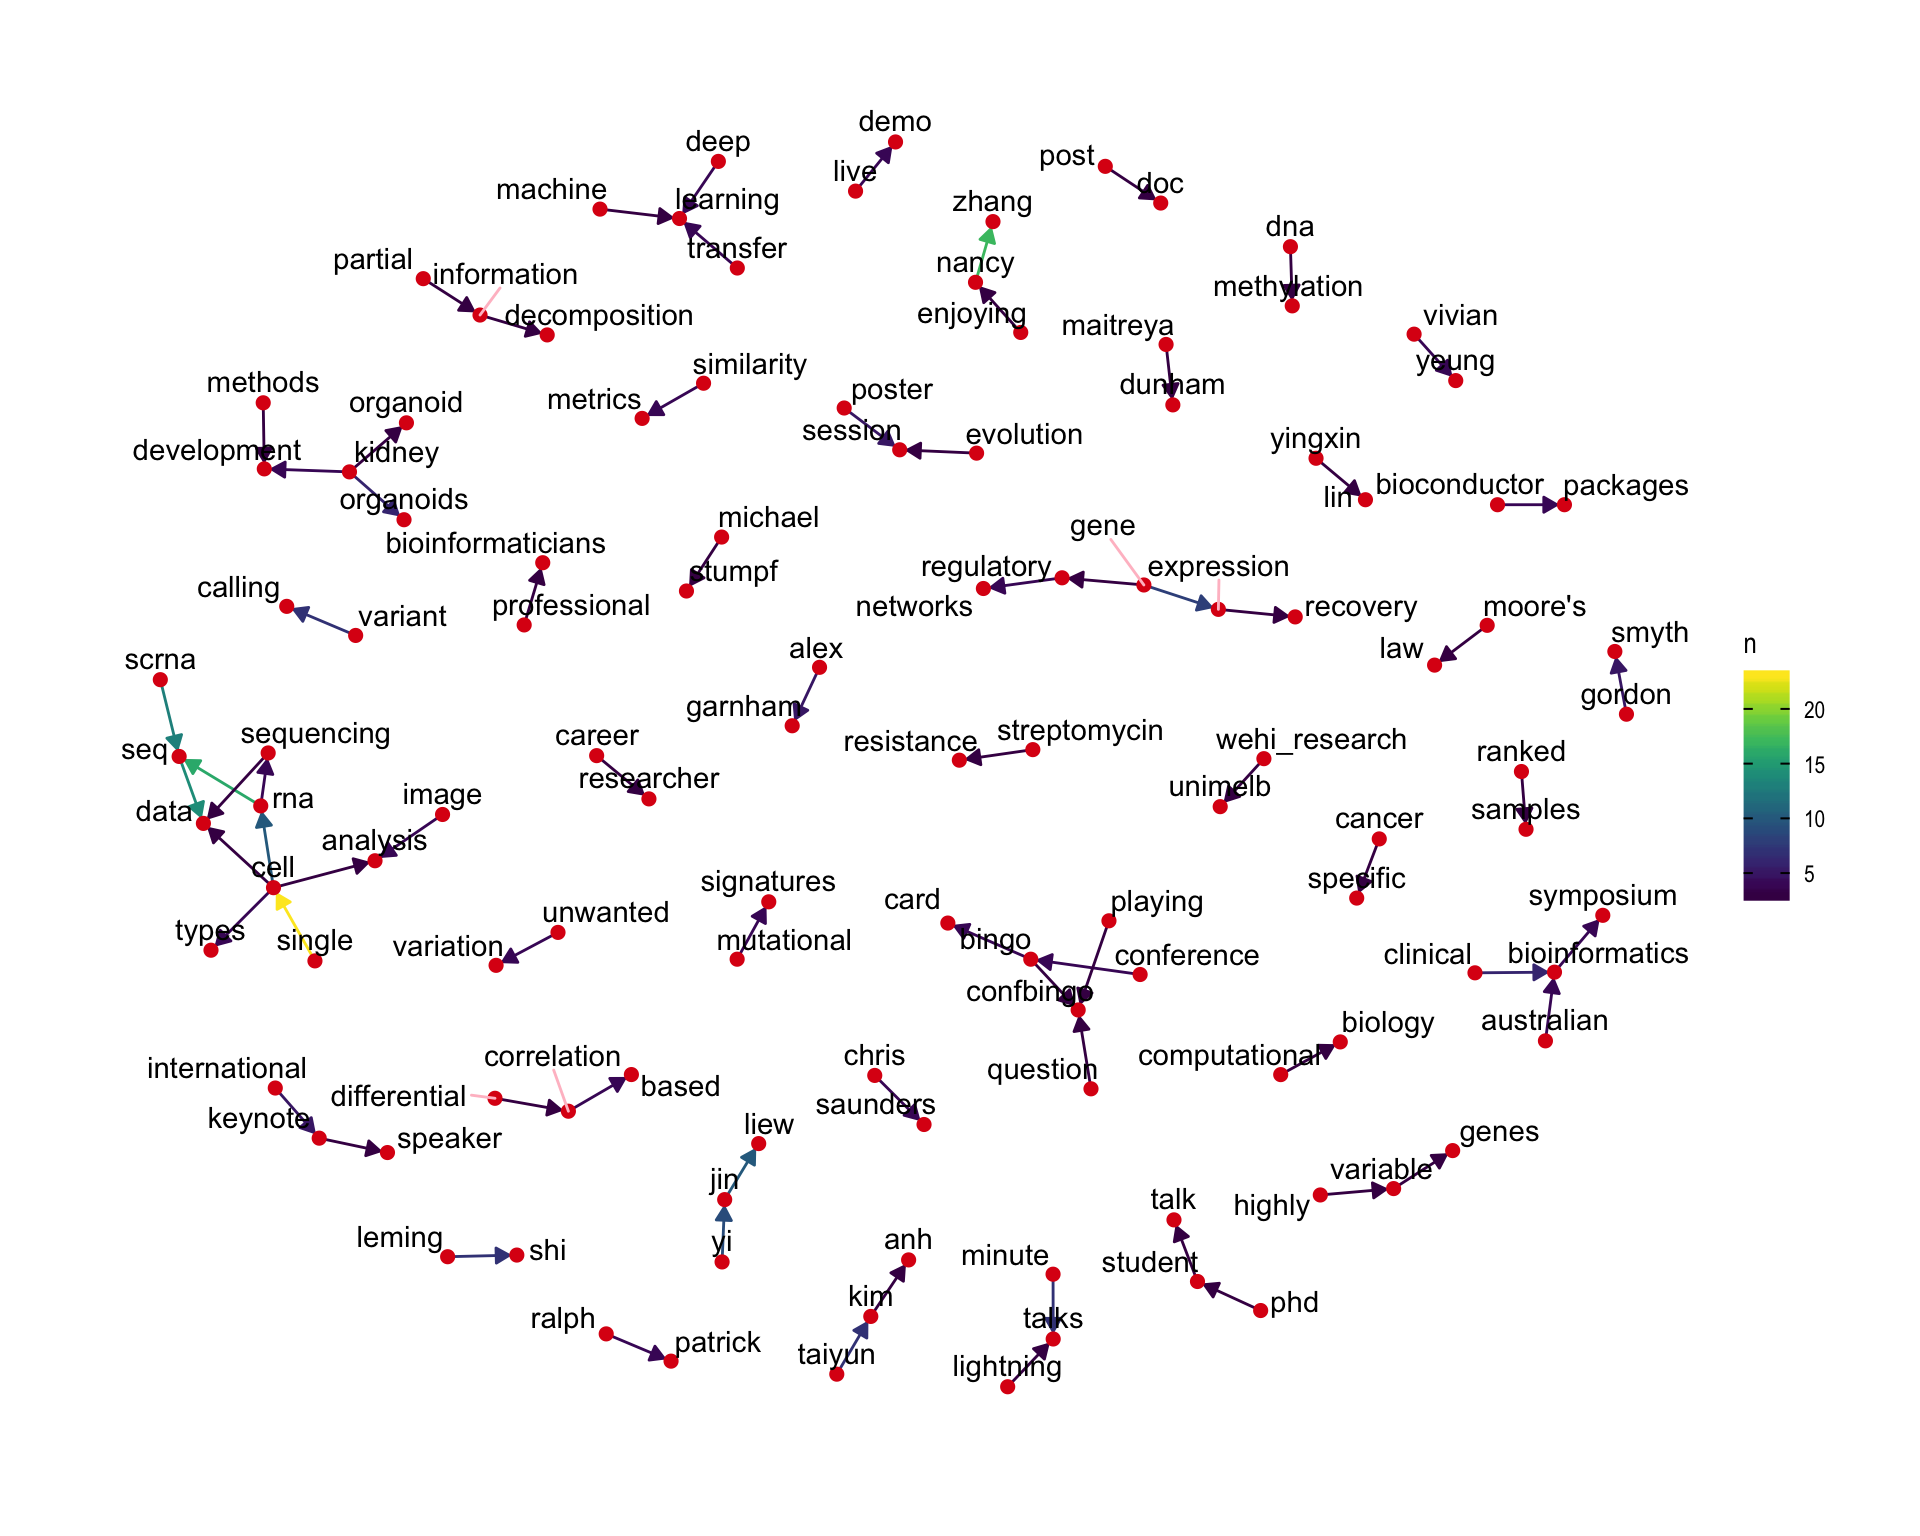 demo
deep
live
post
doc
machine
learning
zhang
transfer
dna
partial
information
nancy
methylation
decomposition
enjoying
maitreya
vivian
yeung
similarity
methods
metrics
poster
dunham
organoid
session
evolution
yingxin
development
kidney
lin
bioconductor
packages
organoids
michael
gene
bioinformaticians
stumpf
regulatory
expression
calling
variant
professional
networks
recovery
moore's
law
smyth
n
scrna
alex
gordon
garnham
20
seq
sequencing
career
resistance
streptomycin
wehi_research
ranked
15
researcher
unimelb
data
rna
image
samples
10
analysis
cancer
cell
specific
5
signatures
card
playing
symposium
types
single
variation
unwanted
mutational
bingo
conference
clinical
bioinformatics
confbingo
australian
international
correlation
chris
question
computational
biology
differential
based
keynote
speaker
saunders
liew
genes
jin
variable
talk
highly
leming
shi
yi
anh
minute
student
kim
talks
phd
ralph
patrick
taiyun
lightning